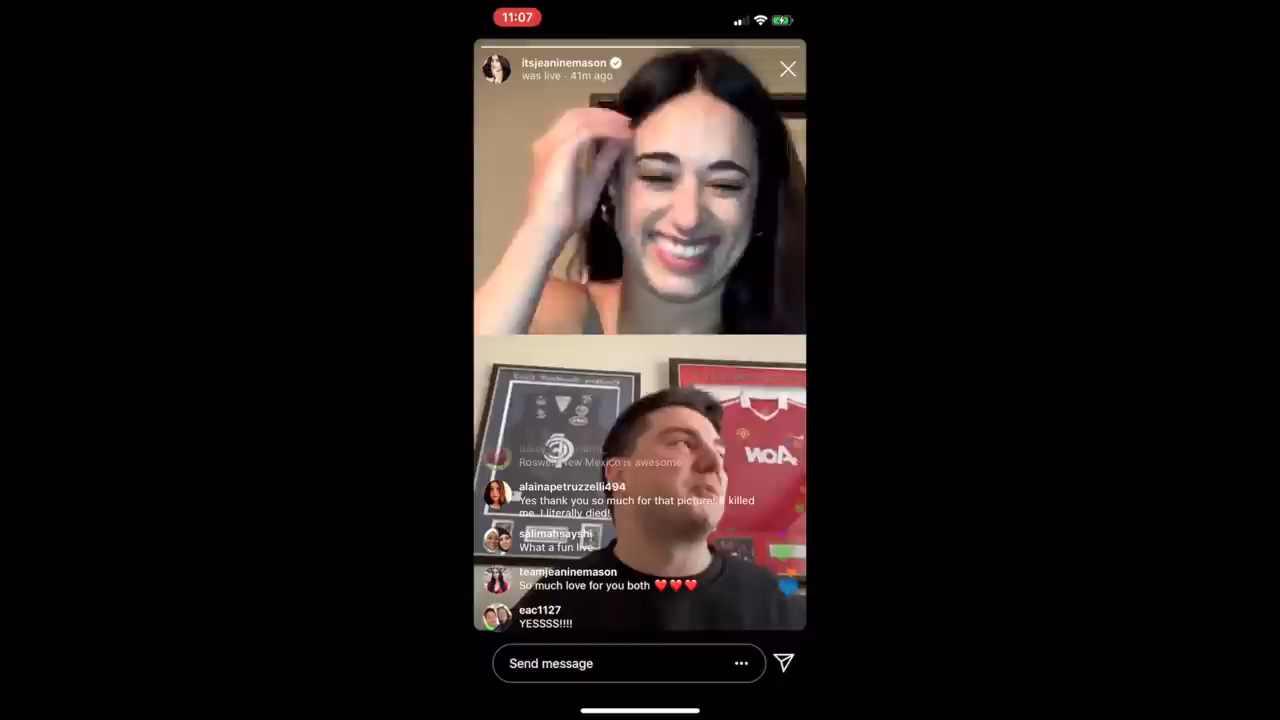 11:07
itsjeaninemason
was live · 41m ago
Roswell New Mexico is awesome
alainapetruzzelli494
Yes thank you so much for that picture! killed
me. I literally died!
AON
salimahsayshi
What a fun live
teamjeaninemason
So much love for you both ❤️❤️❤️
eac1127
YESSSS!!!!
Send message